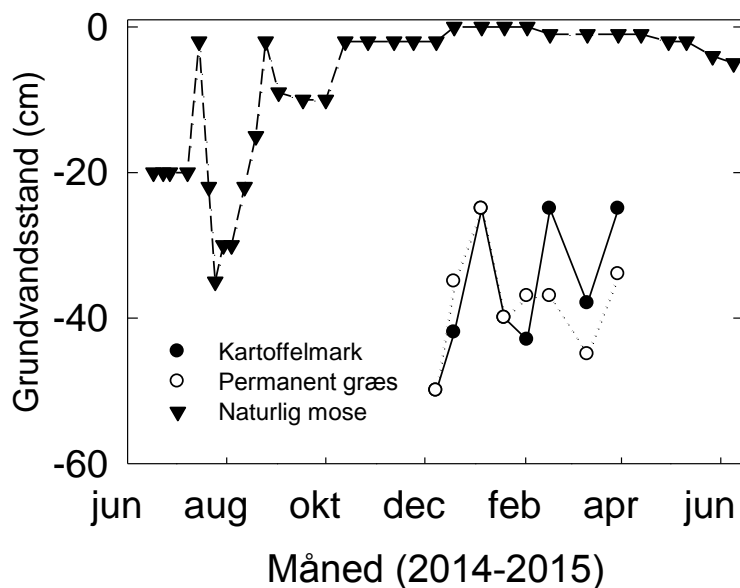 Grundvandsstand (cm)
0
-20
-40
-60
Kartoffelmark
Permanent græs
Naturlig mose
jun aug okt dec feb apr jun
Måned (2014-2015)